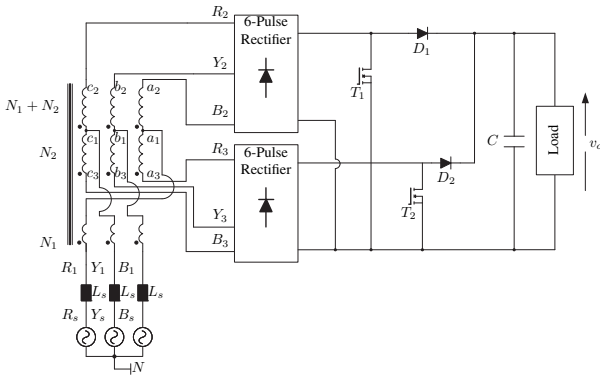 R2
6-Pulse
Rectifier
D1
Y2
T1
c2
b2
a2
N1 + N2
B2
c1
b1
a1
C
Load
vo
N2
R3
6-Pulse
Rectifier
D2
c3
b3
a3
T2
Y3
N1
B3
R1
Y1
B1
Ls
Ls
Ls
Rs
Ys
Bs
N